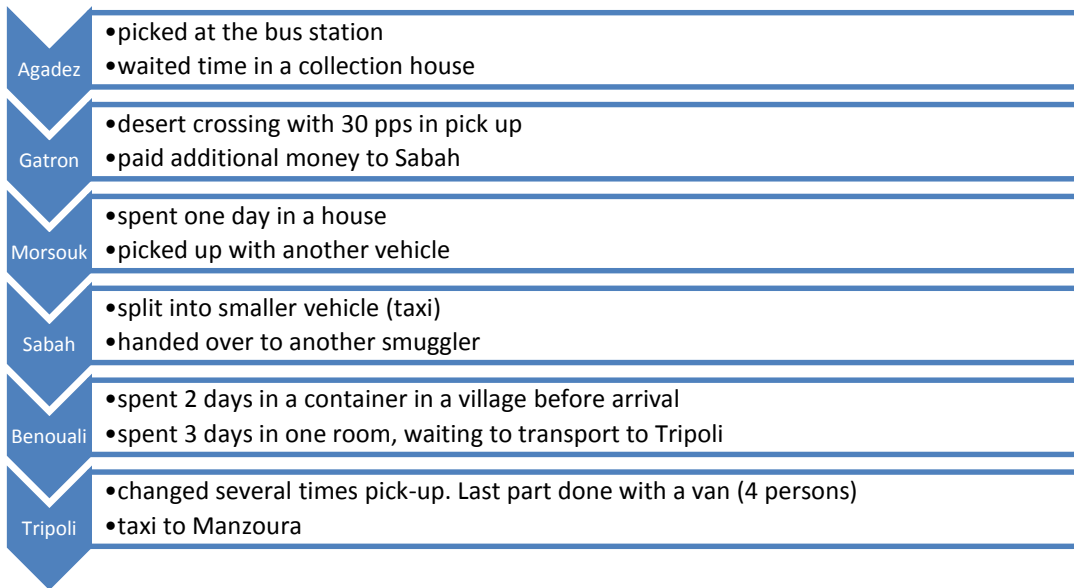 Agadez
•picked at the bus station
•waited time in a collection house
Gatron
•desert crossing with 30 pps in pick up
•paid additional money to Sabah
Morsouk
•spent one day in a house
•picked up with another vehicle
Sabah
•split into smaller vehicle (taxi)
•handed over to another smuggler
Benouali
•spent 2 days in a container in a village before arrival
•spent 3 days in one room, waiting to transport to Tripoli
Tripoli
•changed several times pick-up. Last part done with a van (4 persons)
•taxi to Manzoura